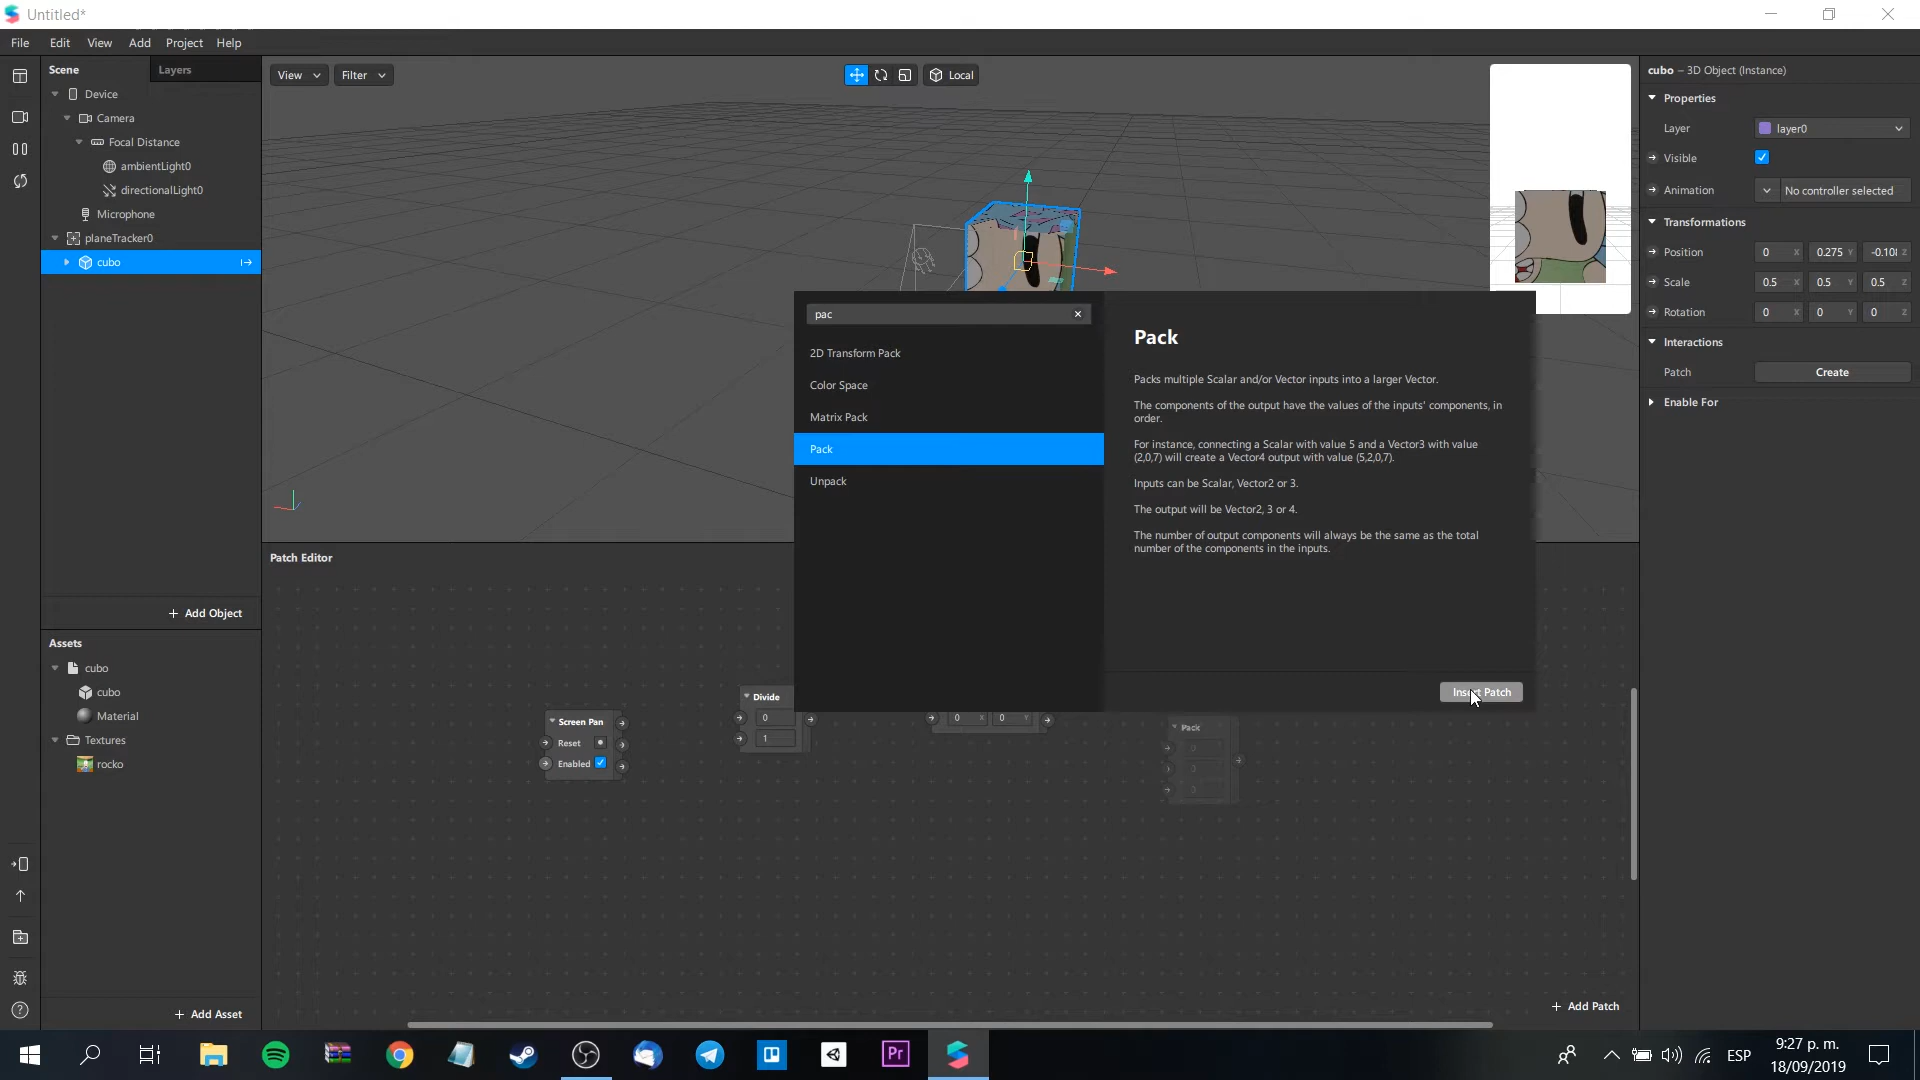 Untitled*
File Edit View Add Project Help
Scene
Layers
Device
Camera
Focal Distance
ambientLight0
directionalLight0
Microphone
planeTracker0
cubo
+ Add Object
Assets
cubo
cubo
Material
Textures
rocko
+ Add Asset
View
Filter
Local
pac
2D Transform Pack
Color Space
Matrix Pack
Pack
Unpack
Pack
Packs multiple Scalar and/or Vector inputs into a larger Vector.
The components of the output have the values of the inputs' components, in
order.
For instance, connecting a Scalar with value 5 and a Vector3 with value
(2,0,7) will create a Vector4 output with value (5,2,0,7).
Inputs can be Scalar, Vector2 or 3.
The output will be Vector2, 3 or 4.
The number of output components will always be the same as the total
number of the components in the inputs.
Insert Patch
Patch Editor
Screen Pan
Reset
Enabled
Divide
0
1
0 X 0 Y
Pack
0
0
0
+ Add Patch
cubo – 3D Object (Instance)
Properties
Layer layer0
Visible
Animation No controller selected
Transformations
Position 0 X 0.275 Y -0.108 Z
Scale 0.5 X 0.5 Y 0.5 Z
Rotation 0 X 0 Y 0 Z
Interactions
Patch Create
Enable For
Pr
ESP
9:27 p. m.
18/09/2019